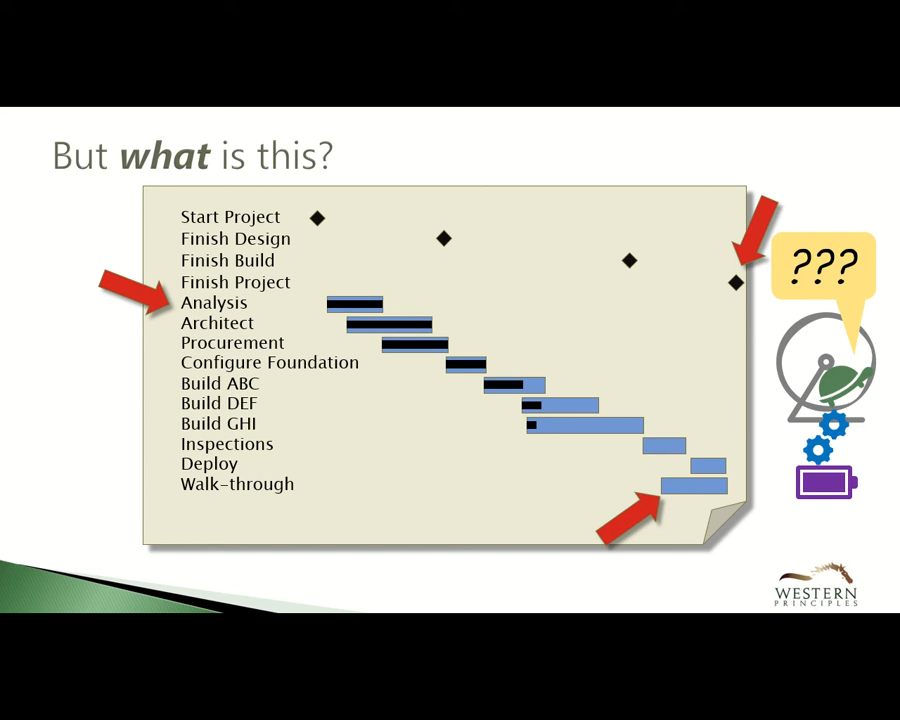 But what is this?
Start Project
Finish Design
Finish Build
Finish Project
???
Analysis
Architect
Procurement
Configure Foundation
Build ABC
Build DEF
Build GHI
Inspections
Deploy
Walk-through
WESTERN
PRINCIPLES